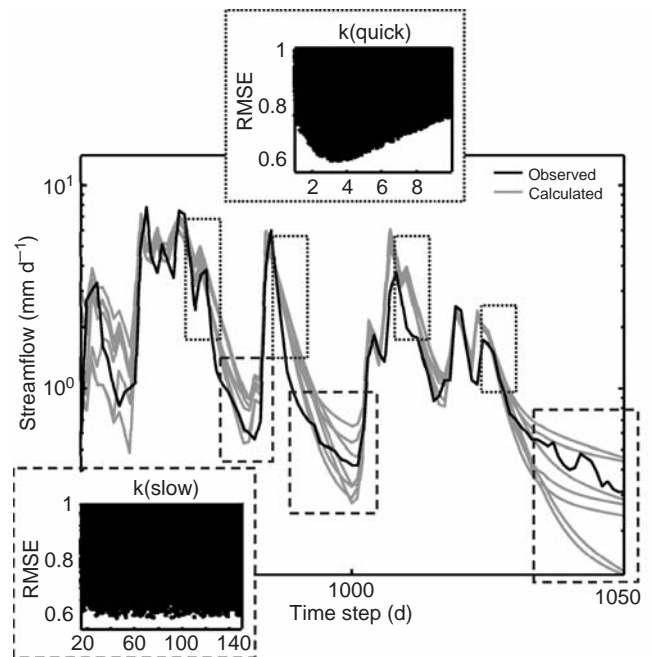 k(quick)
1
0.8
0.6
RMSE
2 4 6 8
Observed
Calculated
10¹
10⁰
Streamflow (mm d⁻¹)
k(slow)
1
0.8
0.6
RMSE
20 60 100 140
1000
1050
Time step (d)